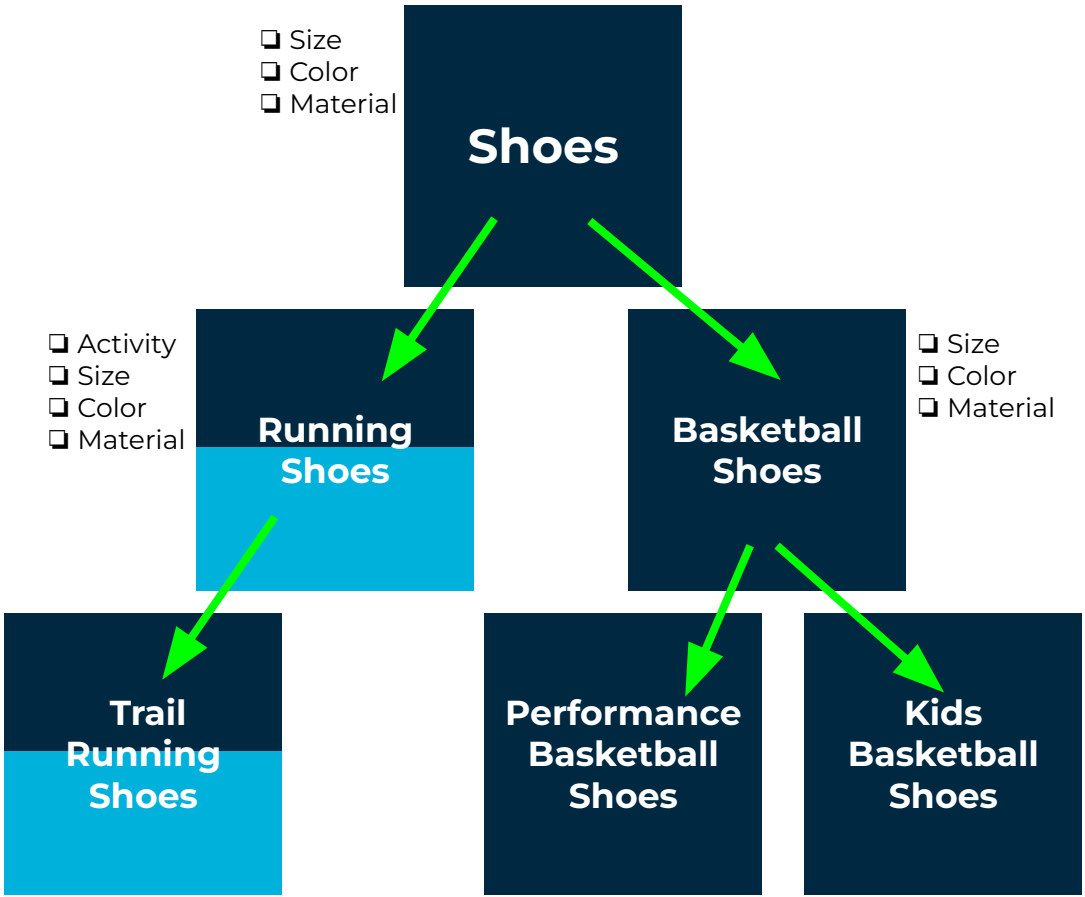 ❏ Size
❏ Color
❏ Material
Shoes
❏ Activity
❏ Size
❏ Color
❏ Material
Running
Shoes
Basketball
Shoes
❏ Size
❏ Color
❏ Material
Trail
Running
Shoes
Performance
Basketball
Shoes
Kids
Basketball
Shoes